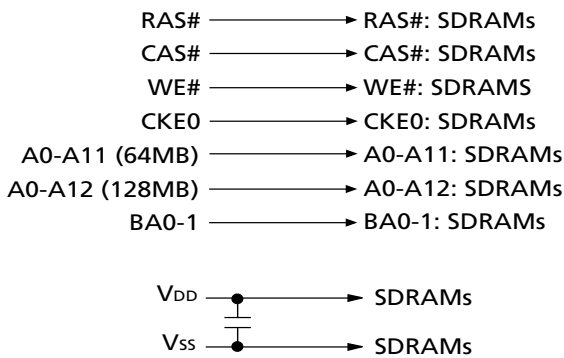 RAS# RAS#: SDRAMs
CAS# CAS#: SDRAMs
WE# WE#: SDRAMS
CKE0 CKE0: SDRAMs
A0-A11 (64MB) A0-A11: SDRAMs
A0-A12 (128MB) A0-A12: SDRAMs
BA0-1 BA0-1: SDRAMs
VDD SDRAMs
VSS SDRAMs